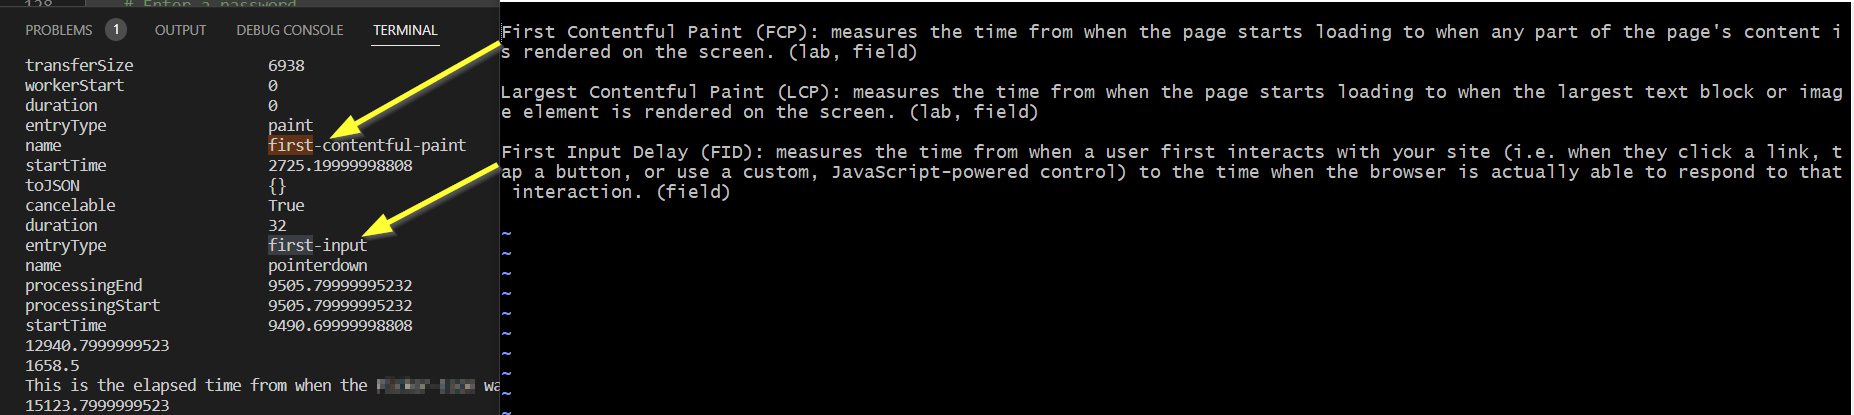 128 # Enter a password
PROBLEMS 1 OUTPUT DEBUG CONSOLE TERMINAL
transferSize 6938
workerStart 0
duration 0
entryType paint
name first-contentful-paint
startTime 2725.19999998808
toJSON {}
cancelable True
duration 32
entryType first-input
name pointerdown
processingEnd 9505.79999995232
processingStart 9505.79999995232
startTime 9490.69999998808
12940.7999999523
1658.5
This is the elapsed time from when the wa
15123.7999999523
First Contentful Paint (FCP): measures the time from when the page starts loading to when any part of the page's content i
s rendered on the screen. (lab, field)
Largest Contentful Paint (LCP): measures the time from when the page starts loading to when the largest text block or imag
e element is rendered on the screen. (lab, field)
First Input Delay (FID): measures the time from when a user first interacts with your site (i.e. when they click a link, t
ap a button, or use a custom, JavaScript-powered control) to the time when the browser is actually able to respond to that
interaction. (field)
~
~
~
~
~
~
~
~
~
~